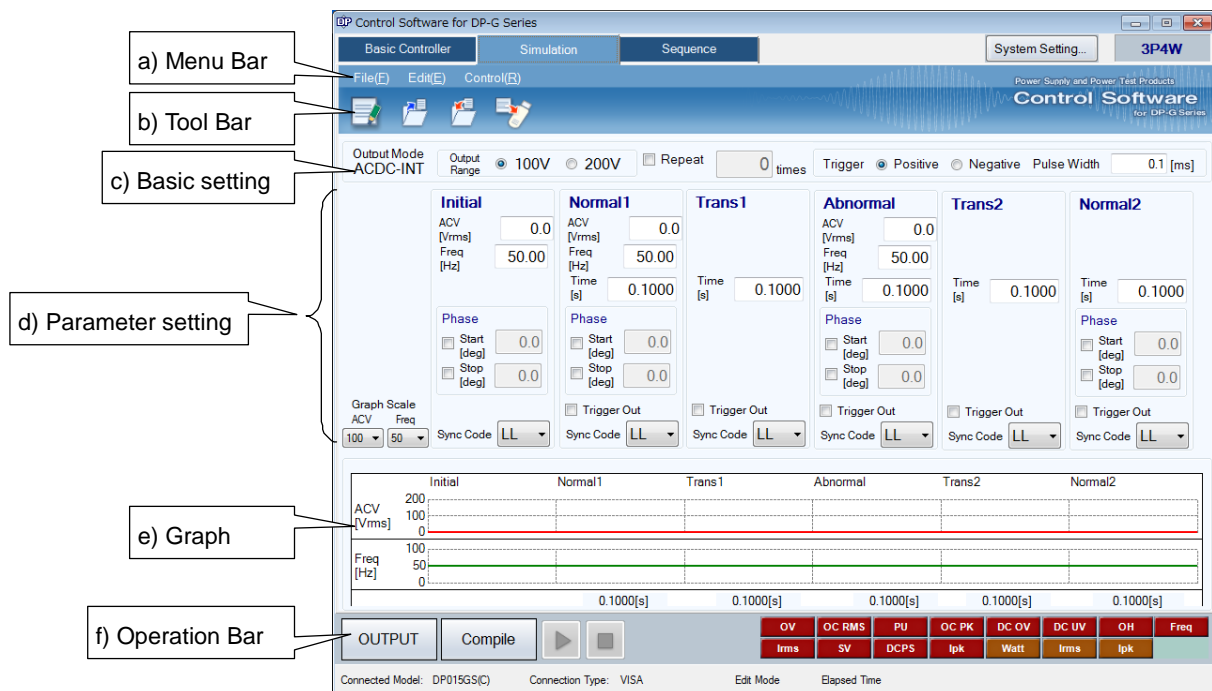 DP Control Software for DP-G Series
Basic Controller Simulation Sequence System Setting... 3P4W
a) Menu Bar
File(F) Edit(E) Control(R)
Power Supply and Power Test Products
Control Software
for DP-G Series
b) Tool Bar
c) Basic setting
Output Mode
ACDC-INT
Output Range 100V 200V Repeat 0 times Trigger Positive Negative Pulse Width 0.1 [ms]
d) Parameter setting
Initial Normal1 Trans1 Abnormal Trans2 Normal2
ACV [Vrms] 0.0 ACV [Vrms] 0.0 ACV [Vrms] 0.0
Freq [Hz] 50.00 Freq [Hz] 50.00 Freq [Hz] 50.00
Time [s] 0.1000 Time [s] 0.1000 Time [s] 0.1000 Time [s] 0.1000 Time [s] 0.1000
Phase Phase Phase Phase
Start [deg] 0.0 Start [deg] 0.0 Start [deg] 0.0 Start [deg] 0.0
Stop [deg] 0.0 Stop [deg] 0.0 Stop [deg] 0.0 Stop [deg] 0.0
Trigger Out Trigger Out Trigger Out Trigger Out Trigger Out
Graph Scale
ACV Freq
100 50
Sync Code LL Sync Code LL Sync Code LL Sync Code LL Sync Code LL Sync Code LL
e) Graph
Initial Normal1 Trans1 Abnormal Trans2 Normal2
ACV [Vrms] 200 100 0
Freq [Hz] 100 50 0
0.1000[s] 0.1000[s] 0.1000[s] 0.1000[s] 0.1000[s]
f) Operation Bar
OUTPUT Compile
OV OC RMS PU OC PK DC OV DC UV OH Freq
Irms SV DCPS Ipk Watt Irms Ipk
Connected Model: DP015GS(C) Connection Type: VISA Edit Mode Elapsed Time